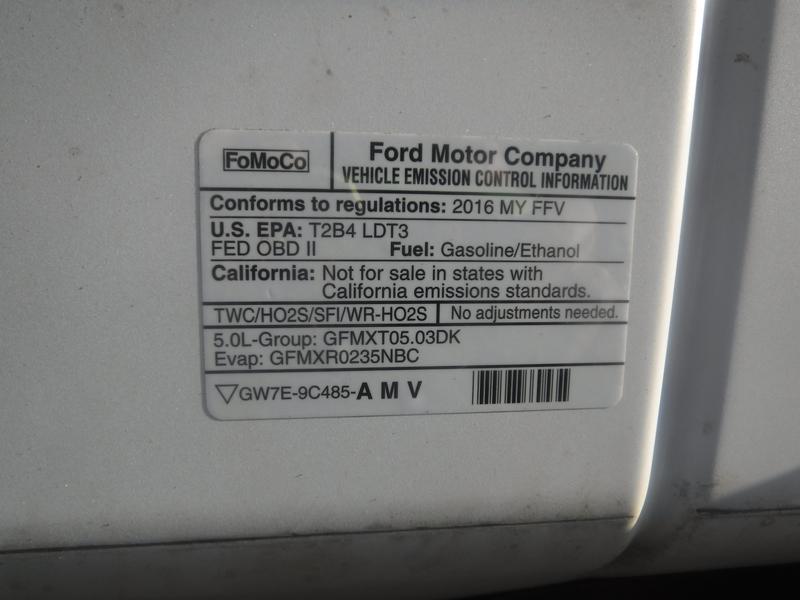 FoMoCo
Ford Motor Company
VEHICLE EMISSION CONTROL INFORMATION
Conforms to regulations: 2016 MY FFV
U.S. EPA: T2B4 LDT3
FED OBD II Fuel: Gasoline/Ethanol
California: Not for sale in states with
California emissions standards.
TWC/HO2S/SFI/WR-HO2S No adjustments needed.
5.0L-Group: GFMXT05.03DK
Evap: GFMXR0235NBC
GW7E-9C485-A M V